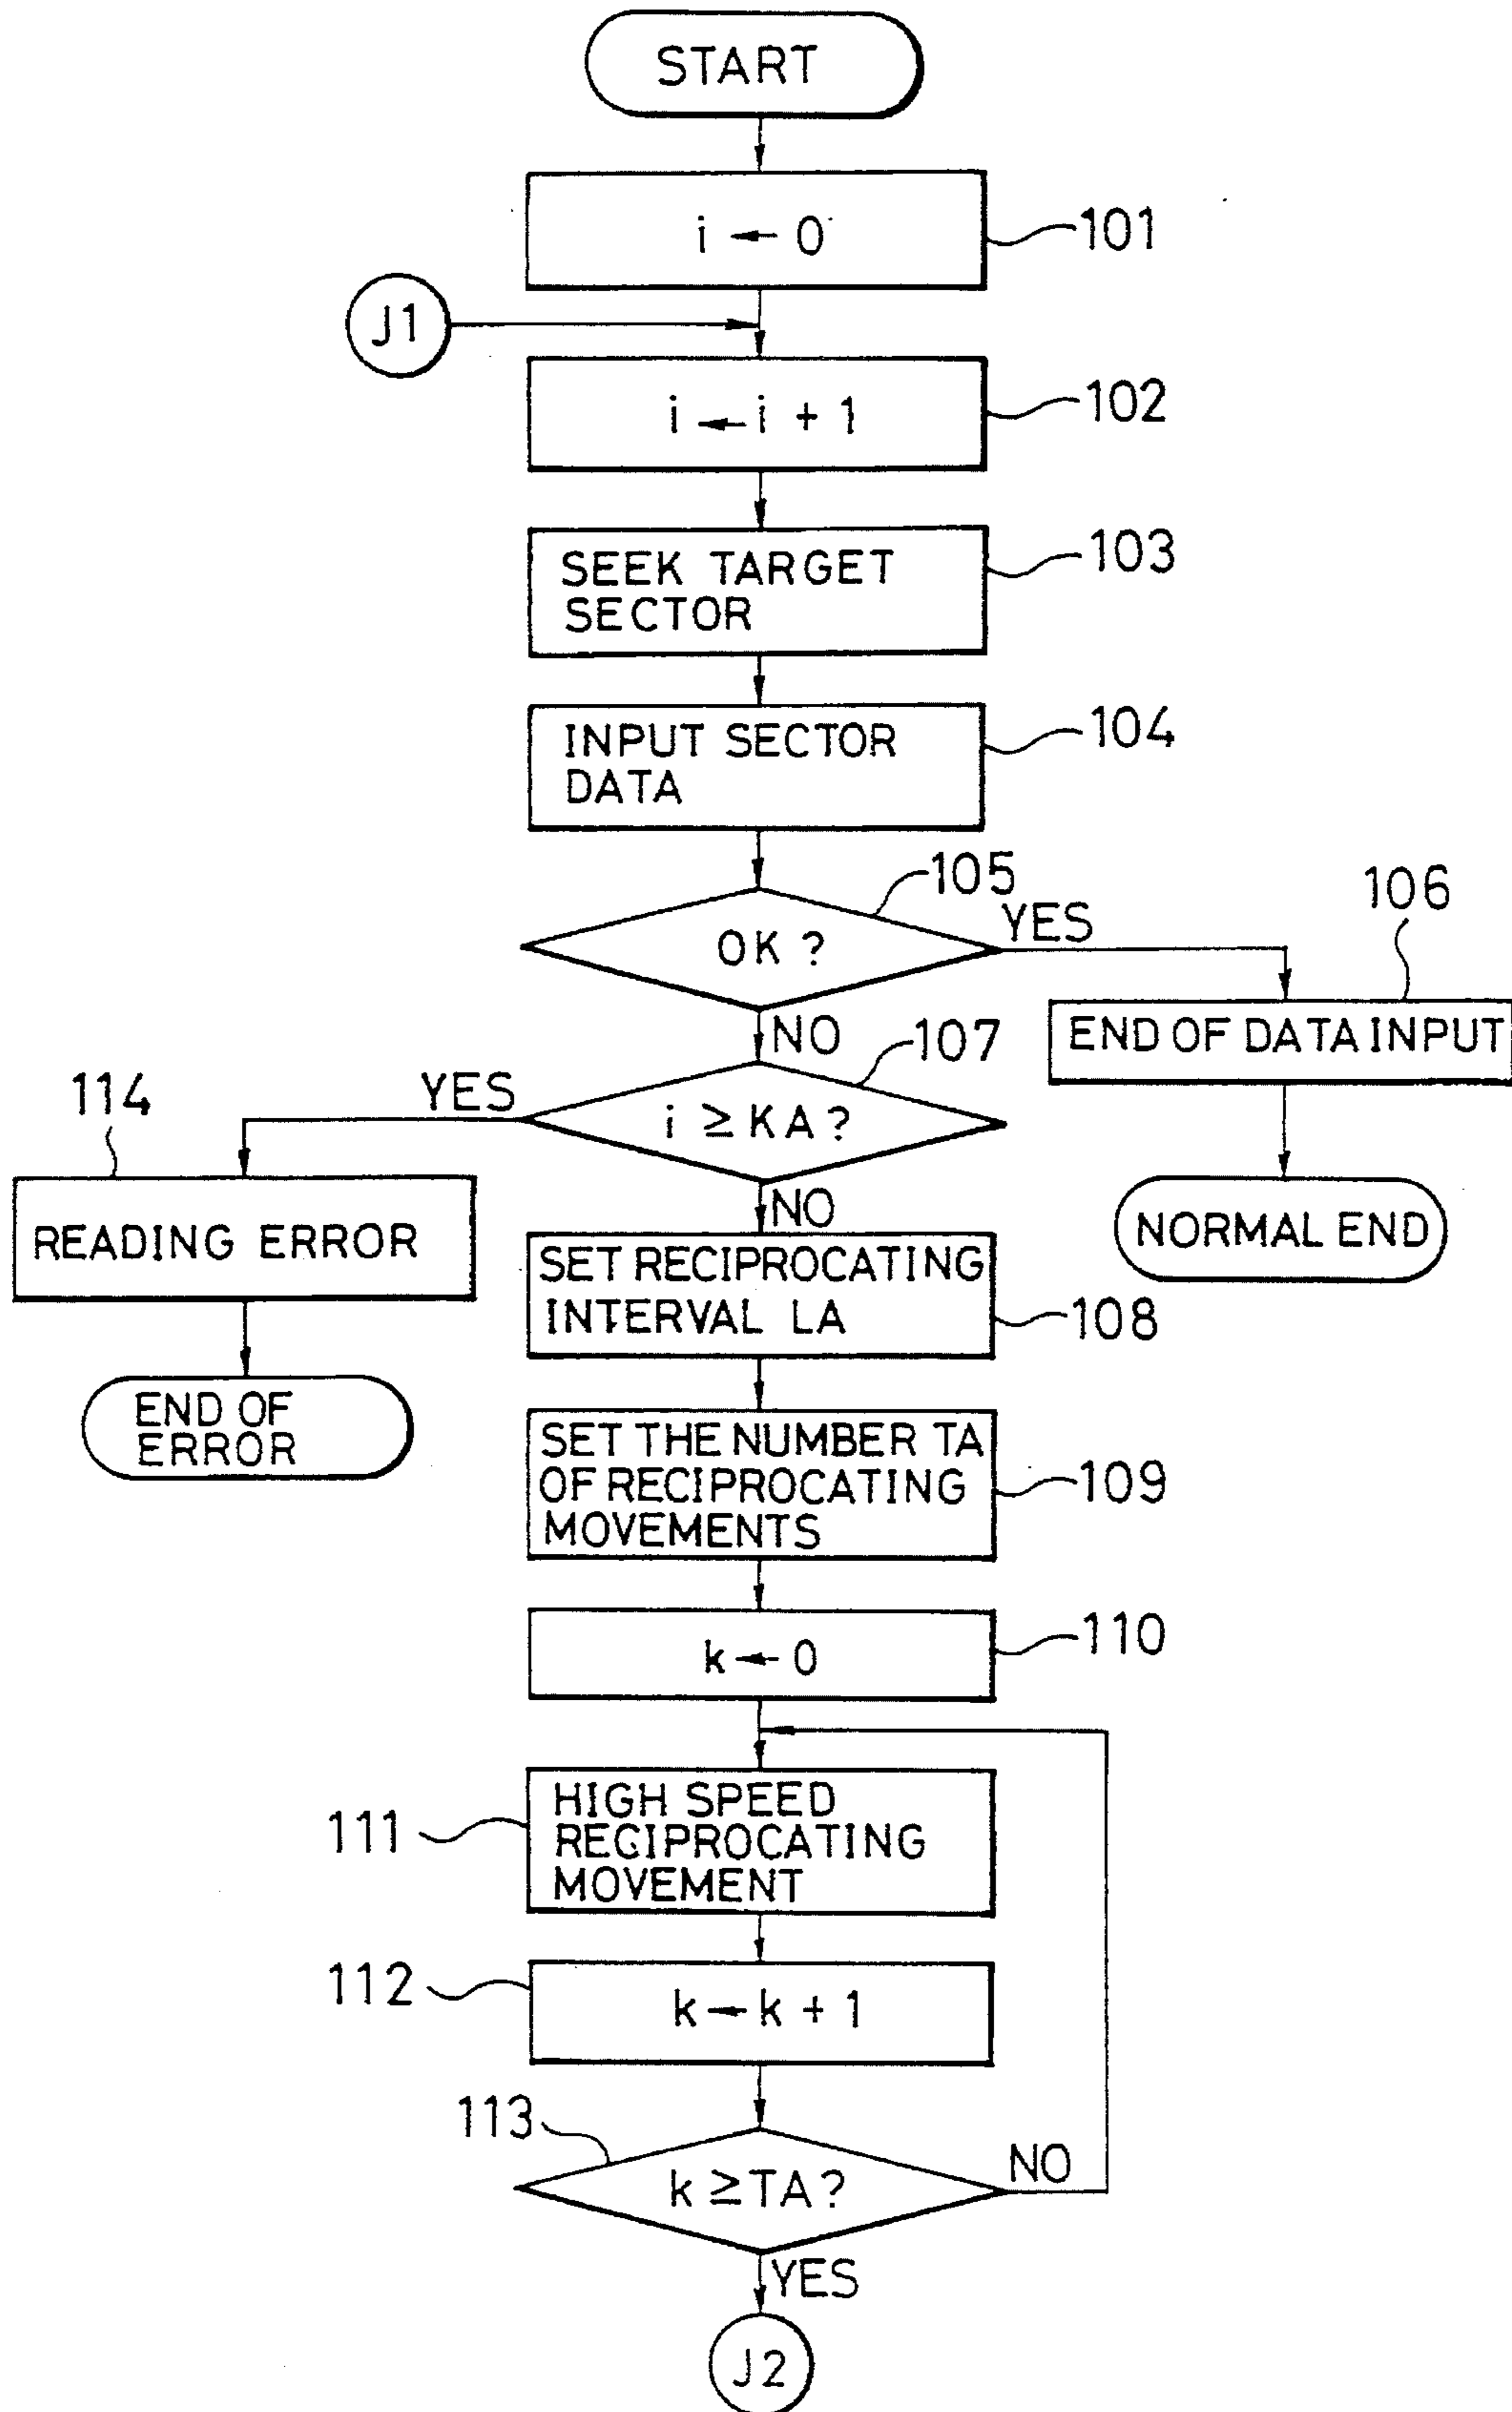 START
i ← 0
101
J1
i ← i + 1
102
SEEK TARGET
SECTOR
103
INPUT SECTOR
DATA
104
105
OK ?
YES
106
NO
END OF DATA INPUT
107
YES
114
i ≥ KA ?
NO
READING ERROR
NORMAL END
SET RECIPROCATING
INTERVAL LA
108
END OF
ERROR
SET THE NUMBER TA
OF RECIPROCATING
MOVEMENTS
109
k ← 0
110
HIGH SPEED
RECIPROCATING
MOVEMENT
111
112
k ← k + 1
113
k ≥ TA ?
NO
YES
J2